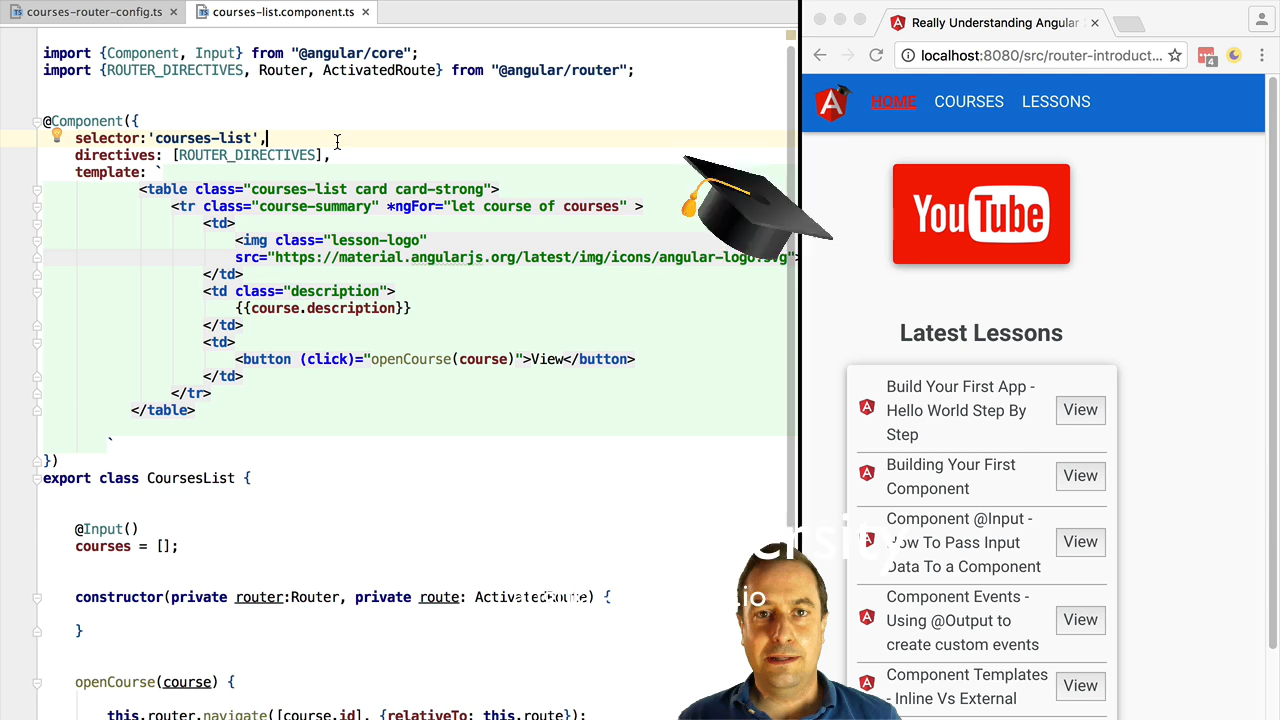 courses-router-config.ts
courses-list.component.ts
import {Component, Input} from "@angular/core";
import {ROUTER_DIRECTIVES, Router, ActivatedRoute} from "@angular/router";
@Component({
selector:'courses-list',
directives: [ROUTER_DIRECTIVES],
template: `
<table class="courses-list card card-strong">
<tr class="course-summary" *ngFor="let course of courses" >
<td>
<img class="lesson-logo"
src="https://material.angularjs.org/latest/img/icons/angular-logo.svg">
</td>
<td class="description">
{{course.description}}
</td>
<td>
<button (click)="openCourse(course)">View</button>
</td>
</tr>
</table>
`
})
export class CoursesList {
@Input()
courses = [];
constructor(private router:Router, private route: ActivatedRoute) {
}
openCourse(course) {
this.router.navigate([course.id], {relativeTo: this.route});
ersity
.io
Really Understanding Angular
localhost:8080/src/router-introduct...
4
HOME
COURSES
LESSONS
YouTube
Latest Lessons
Build Your First App -
Hello World Step By
Step
View
Building Your First
Component
View
Component @Input -
How To Pass Input
Data To a Component
View
Component Events -
Using @Output to
create custom events
View
Component Templates
- Inline Vs External
View